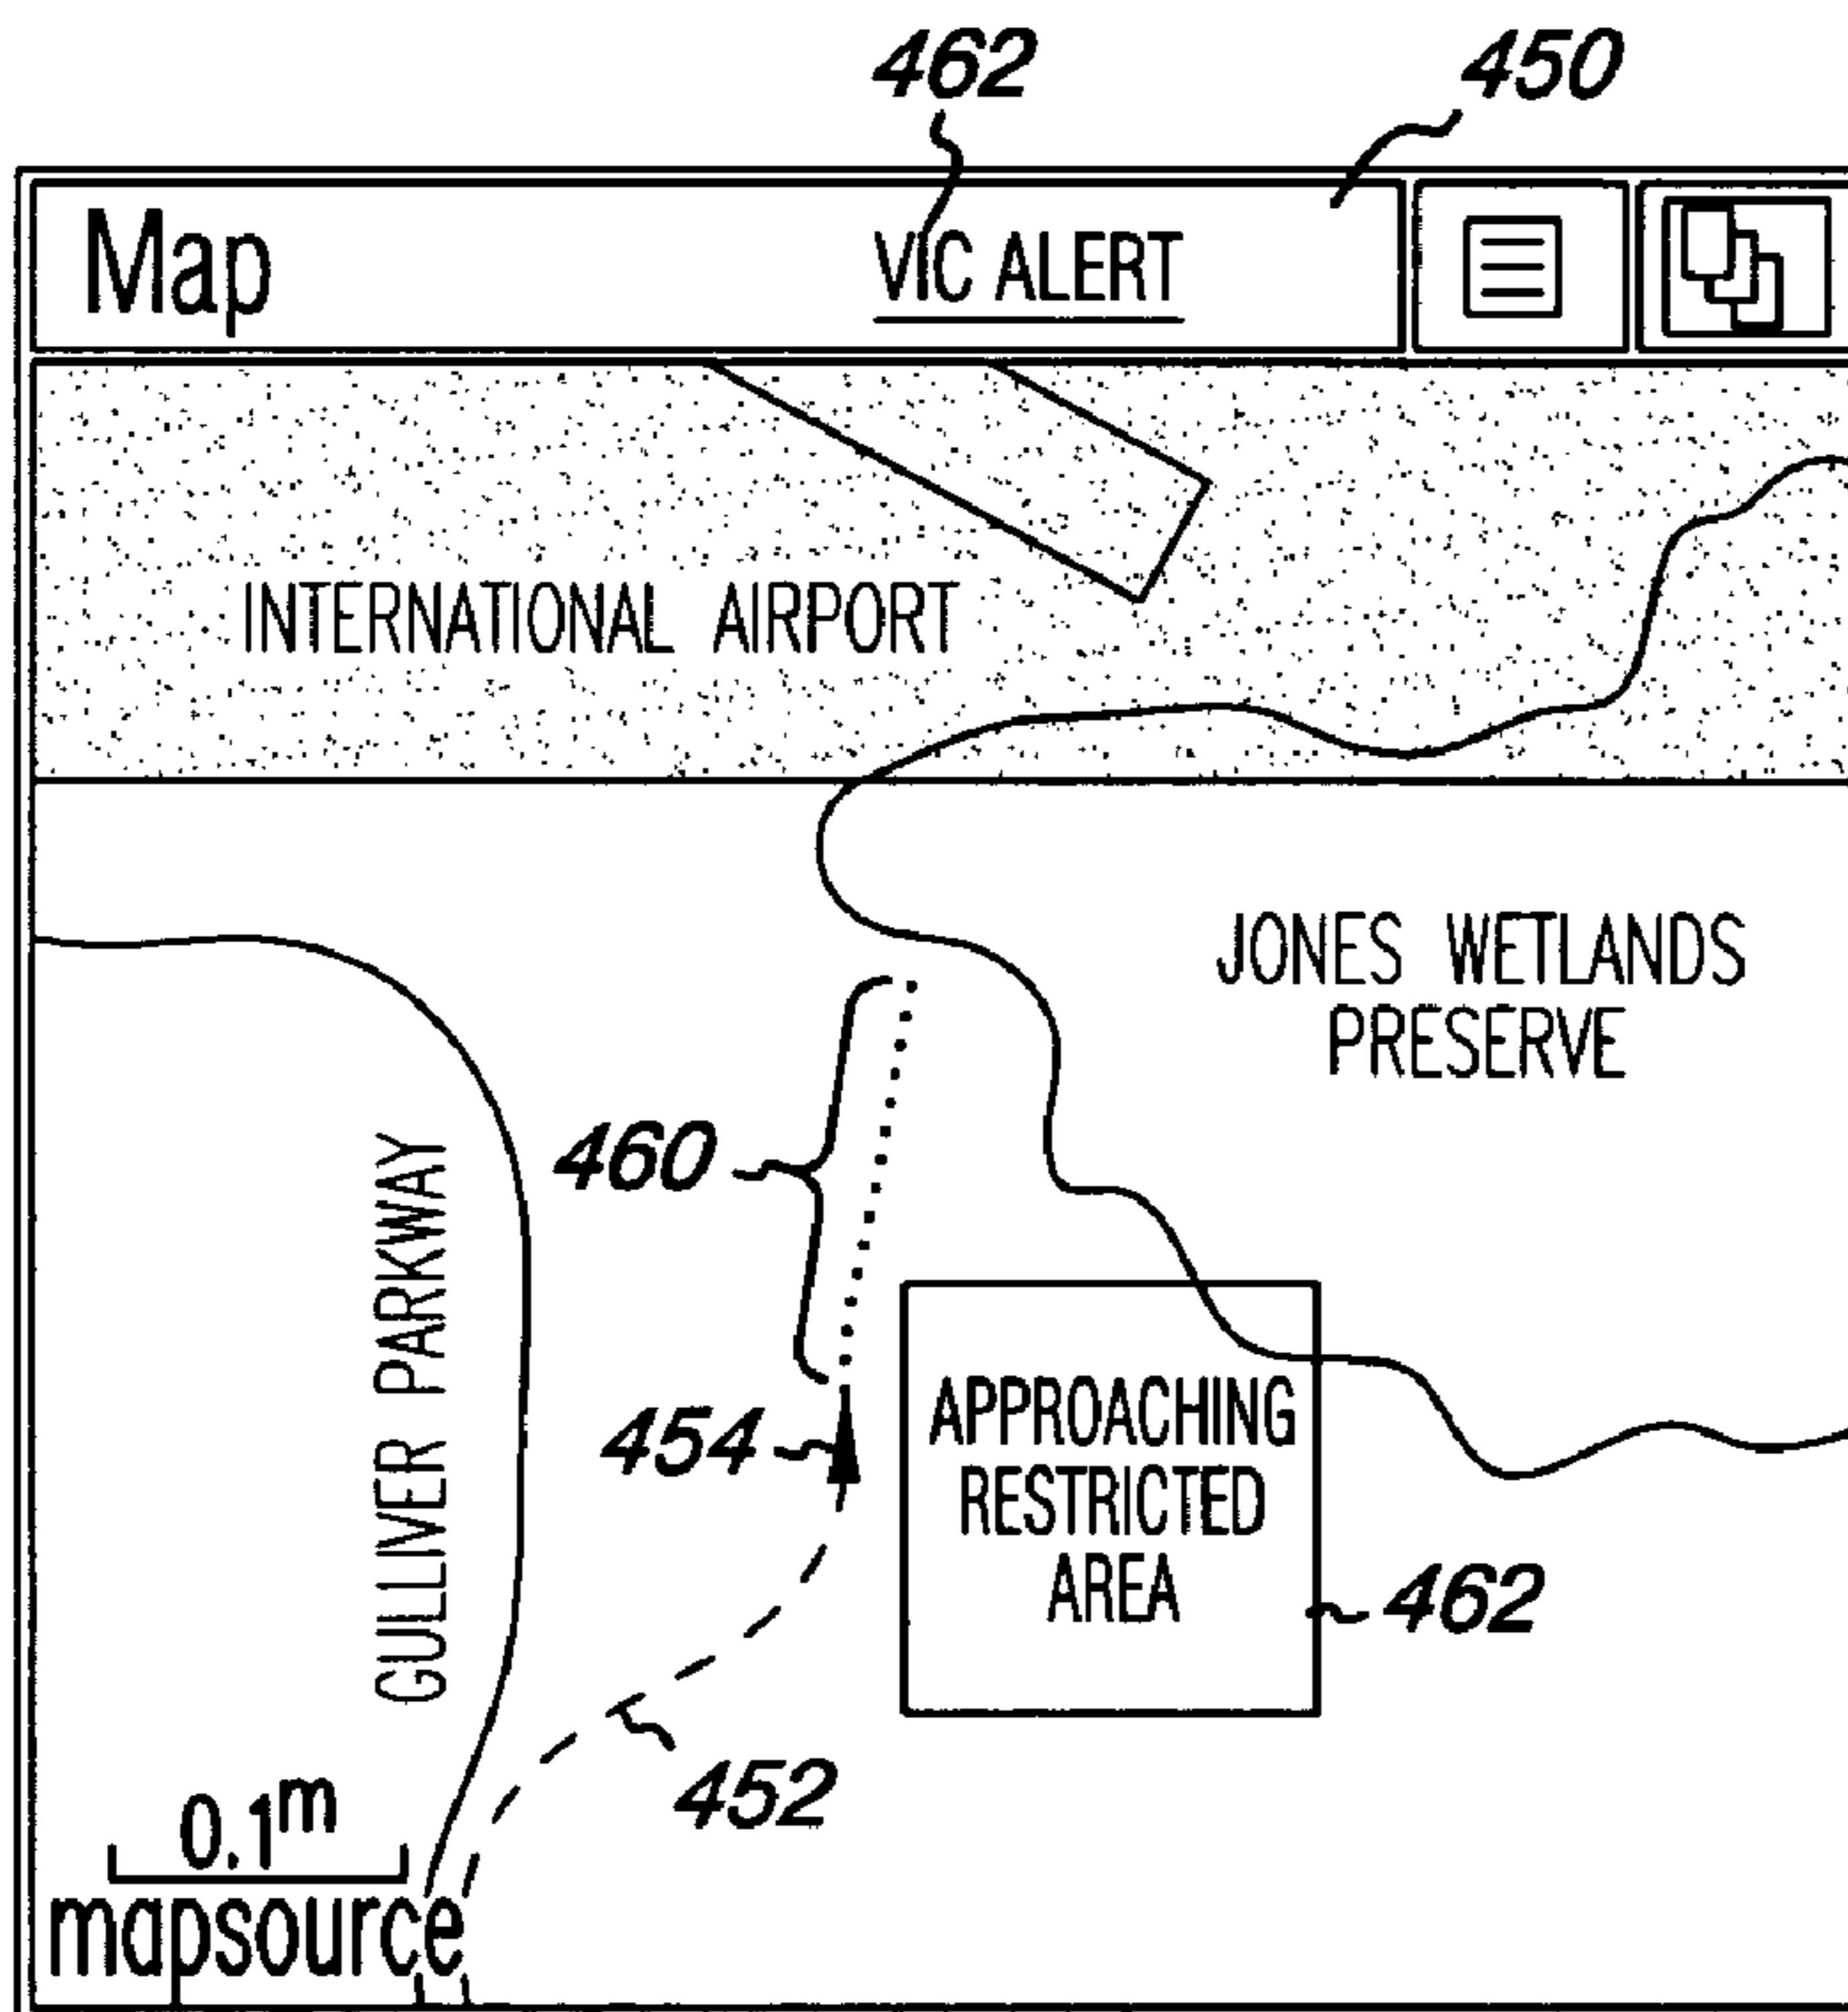 462
450
Map
VIC ALERT
INTERNATIONAL AIRPORT
JONES WETLANDS
PRESERVE
460
GULLIVER PARKWAY
454
APPROACHING
RESTRICTED
AREA
462
452
0.1m
mapsource